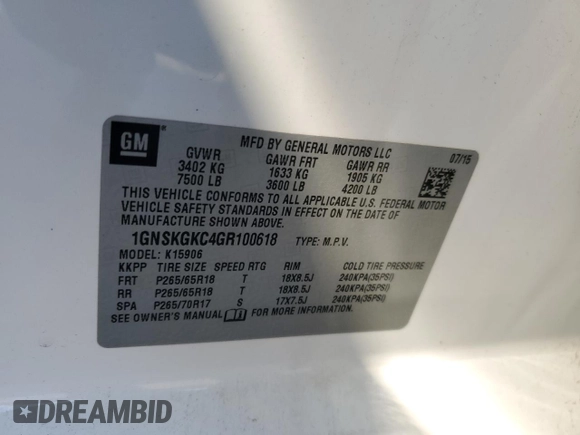 GM
MFD BY GENERAL MOTORS LLC
07/15
GVWR GAWR FRT GAWR RR
3402 KG 1633 KG 1905 KG
7500 LB 3600 LB 4200 LB
THIS VEHICLE CONFORMS TO ALL APPLICABLE U.S. FEDERAL MOTOR
VEHICLE SAFETY STANDARDS IN EFFECT ON THE DATE OF
MANUFACTURE SHOWN ABOVE.
1GNSKGKC4GR100618 TYPE: M.P.V.
MODEL: K15906
KKPP TIRE SIZE SPEED RTG RIM COLD TIRE PRESSURE
FRT P265/65R18 T 18X8.5J 240KPA(35PSI)
RR P265/65R18 T 18X8.5J 240KPA(35PSI)
SPA P265/70R17 S 17X7.5J 240KPA(35PSI)
SEE OWNER'S MANUAL FOR MORE INFORMATION.
DREAMBID